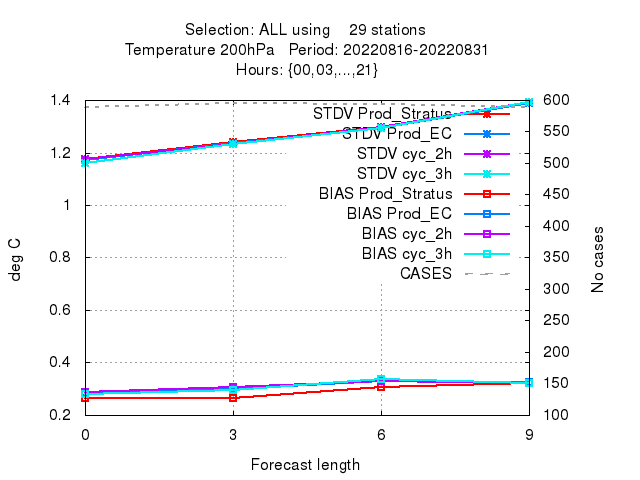 Selection: ALL using 29 stations
Temperature 200hPa Period: 20220816-20220831
Hours: {00,03,...,21}
1.4
1.2
1
0.8
0.6
0.4
0.2
deg C
600
550
500
450
400
350
300
250
200
150
100
No cases
STDV Prod_Stratus
STDV Prod_EC
STDV cyc_2h
STDV cyc_3h
BIAS Prod_Stratus
BIAS Prod_EC
BIAS cyc_2h
BIAS cyc_3h
CASES
0 3 6 9
Forecast length